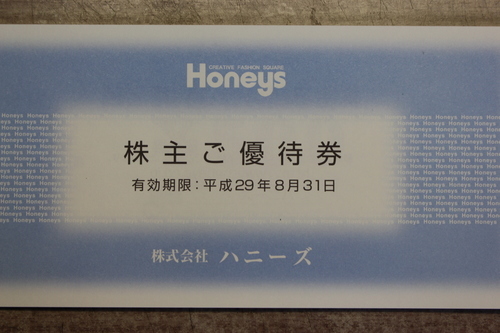 CREATIVE FASHION SQUARE
Honeys
株主ご優待券
有効期限:平成29年8月31日
株式会社 ハニーズ